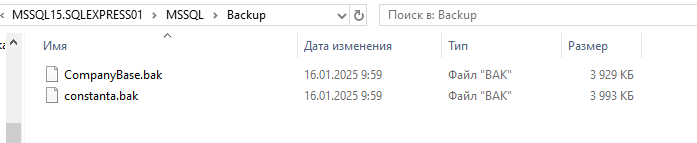 MSSQL15.SQLEXPRESS01 MSSQL Backup Поиск в: Backup
Имя Дата изменения Тип Размер
CompanyBase.bak 16.01.2025 9:59 Файл "BAK" 3 929 КБ
constanta.bak 16.01.2025 9:59 Файл "BAK" 3 993 КБ